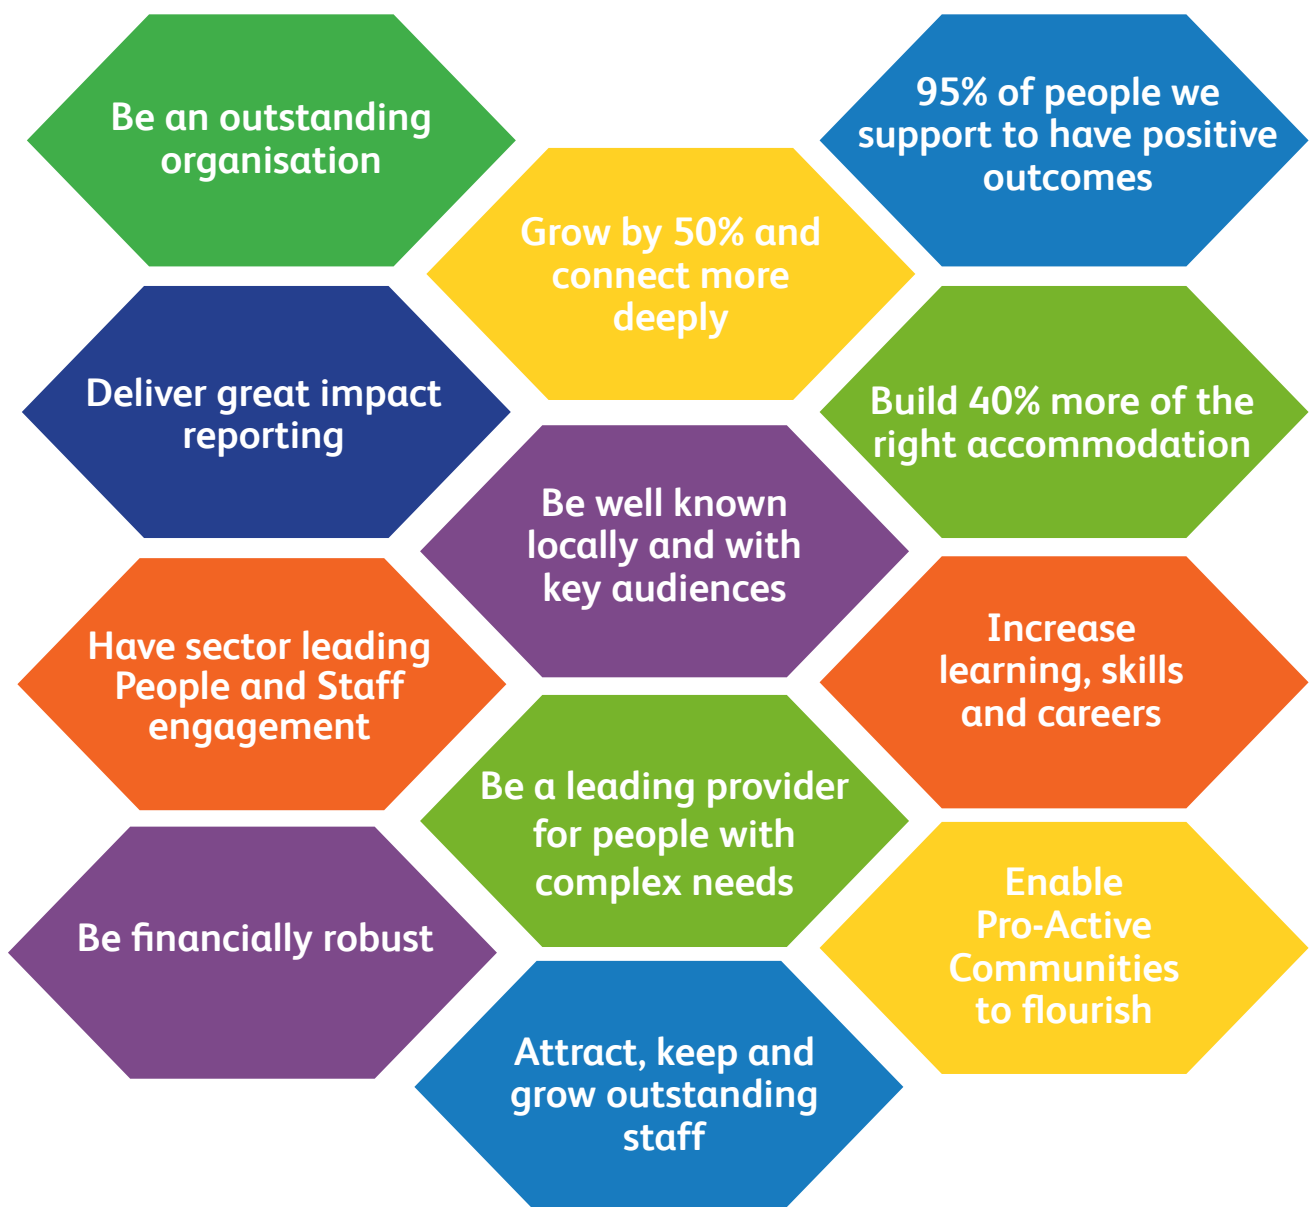 Be an outstanding
organisation
95% of people we
support to have positive
outcomes
Grow by 50% and
connect more
deeply
Deliver great impact
reporting
Build 40% more of the
right accommodation
Be well known
locally and with
key audiences
Have sector leading
People and Staff
engagement
Increase
learning, skills
and careers
Be a leading provider
for people with
complex needs
Be financially robust
Enable
Pro-Active
Communities
to flourish
Attract, keep and
grow outstanding
staff